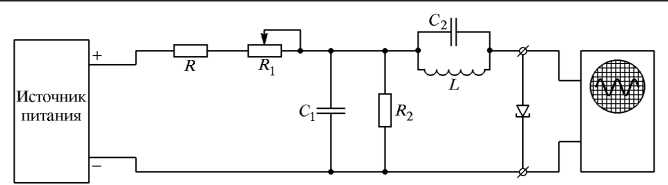 Источник
питания
+
−
R
R₁
C₁
R₂
C₂
L